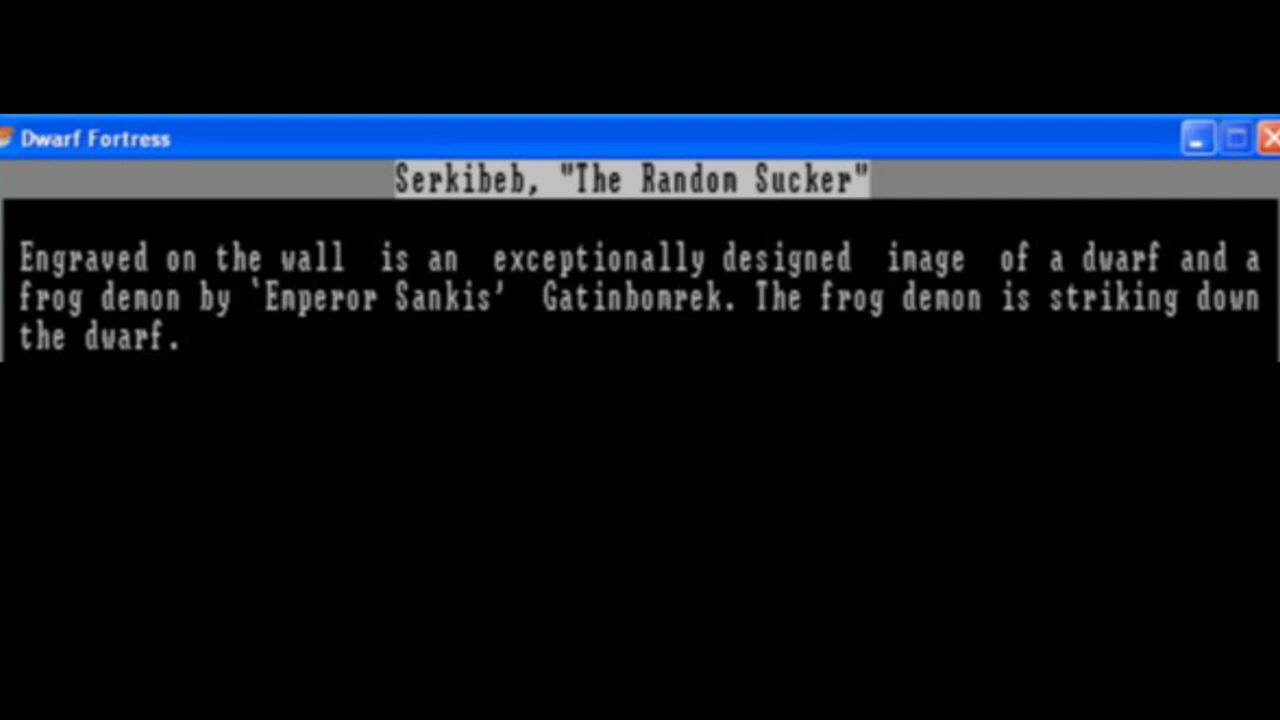 Dwarf Fortress
Serkibeb, "The Random Sucker"
Engraved on the wall is an exceptionally designed image of a dwarf and a
frog demon by `Emperor Sankis' Gatinbomrek. The frog demon is striking down
the dwarf.